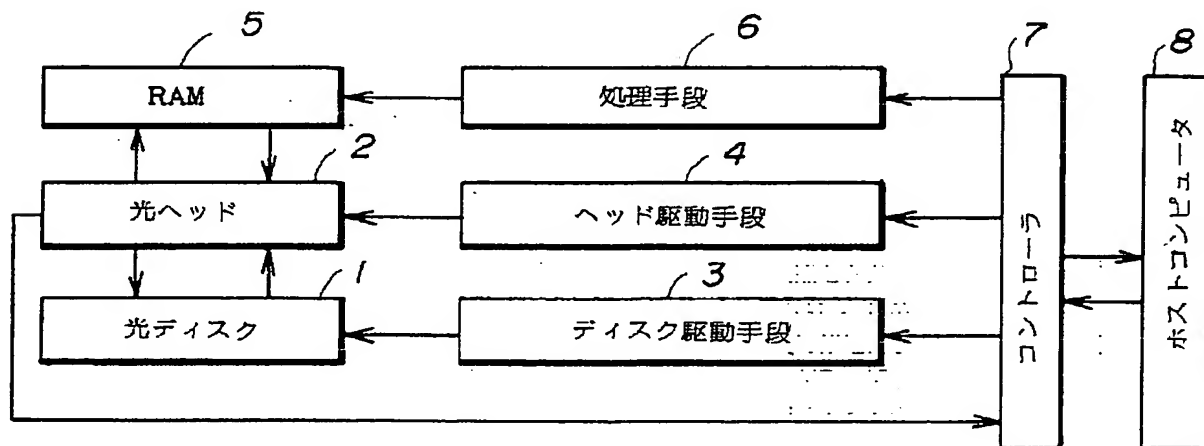 5
6
7
8
RAM
処理手段
2
4
光ヘッド
ヘッド駆動手段
1
3
光ディスク
ディスク駆動手段
コントローラ
ホストコンピュータ